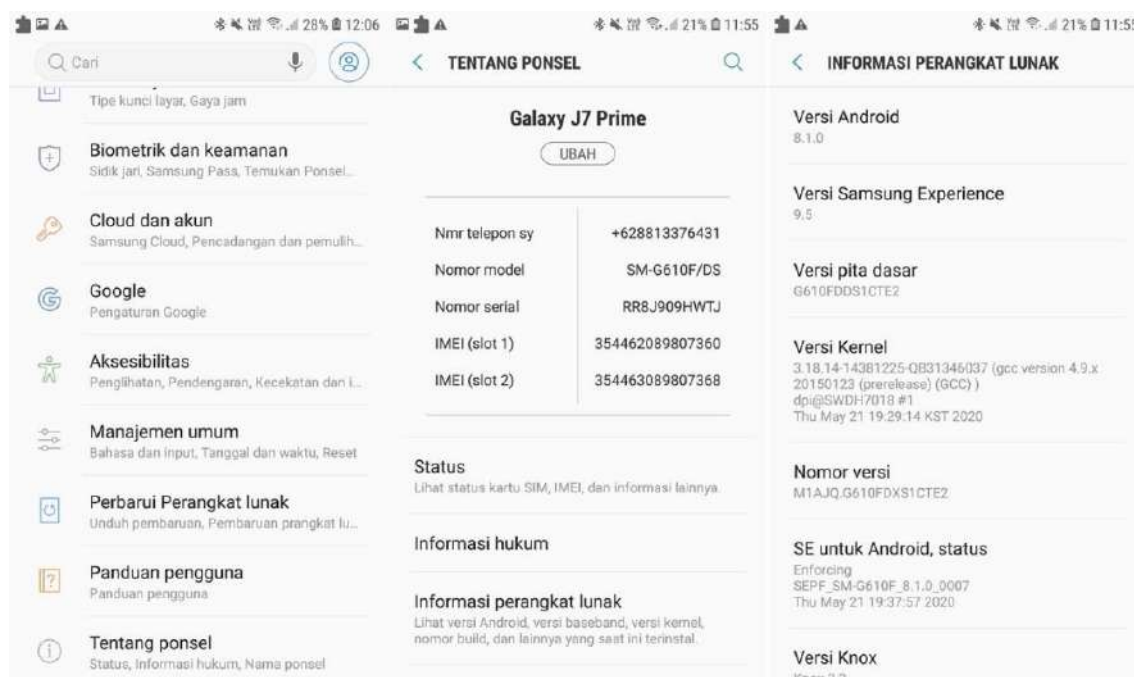 28% 12:06
Cari
Tipe kunci layar, Gaya jam
Biometrik dan keamanan
Sidik jari, Samsung Pass, Temukan Ponsel...
Cloud dan akun
Samsung Cloud, Pencadangan dan pemulih...
Google
Pengaturan Google
Aksesibilitas
Penglihatan, Pendengaran, Kecekatan dan i...
Manajemen umum
Bahasa dan input, Tanggal dan waktu, Reset
Perbarui Perangkat lunak
Unduh pembaruan, Pembaruan prangkat lu...
Panduan pengguna
Panduan pengguna
Tentang ponsel
Status, Informasi hukum, Nama ponsel
21% 11:55
TENTANG PONSEL
Galaxy J7 Prime
UBAH
Nmr telepon sy +628813376431
Nomor model SM-G610F/DS
Nomor serial RR8J909HWTJ
IMEI (slot 1) 354462089807360
IMEI (slot 2) 354463089807368
Status
Lihat status kartu SIM, IMEI, dan informasi lainnya.
Informasi hukum
Informasi perangkat lunak
Lihat versi Android, versi baseband, versi kernel,
nomor build, dan lainnya yang saat ini terinstal.
21% 11:55
INFORMASI PERANGKAT LUNAK
Versi Android
8.1.0
Versi Samsung Experience
9.5
Versi pita dasar
G610FDDS1CTE2
Versi Kernel
3.18.14-14381225-QB31346037 (gcc version 4.9.x
20150123 (prerelease) (GCC) )
dpi@SWDH7018 #1
Thu May 21 19:29:14 KST 2020
Nomor versi
M1AJQ.G610FDXS1CTE2
SE untuk Android, status
Enforcing
SEPF_SM-G610F_8.1.0_0007
Thu May 21 19:37:57 2020
Versi Knox